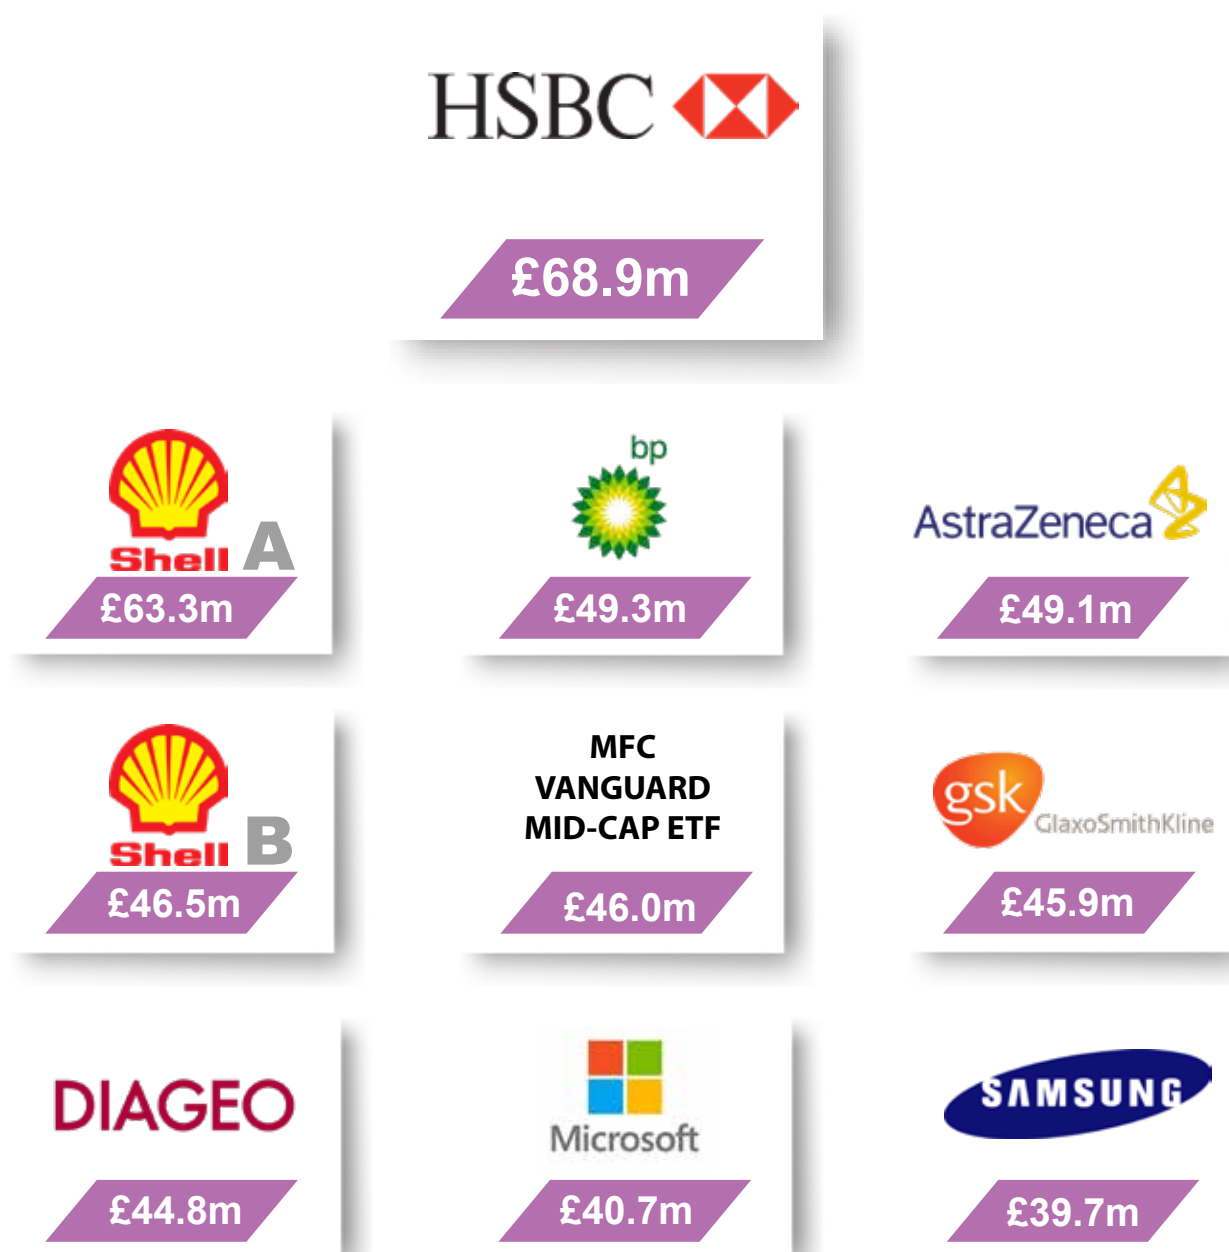 HSBC
£68.9m
Shell A
£63.3m
bp
£49.3m
AstraZeneca
£49.1m
Shell B
£46.5m
MFC
VANGUARD
MID-CAP ETF
£46.0m
gsk
GlaxoSmithKline
£45.9m
DIAGEO
£44.8m
Microsoft
£40.7m
SAMSUNG
£39.7m